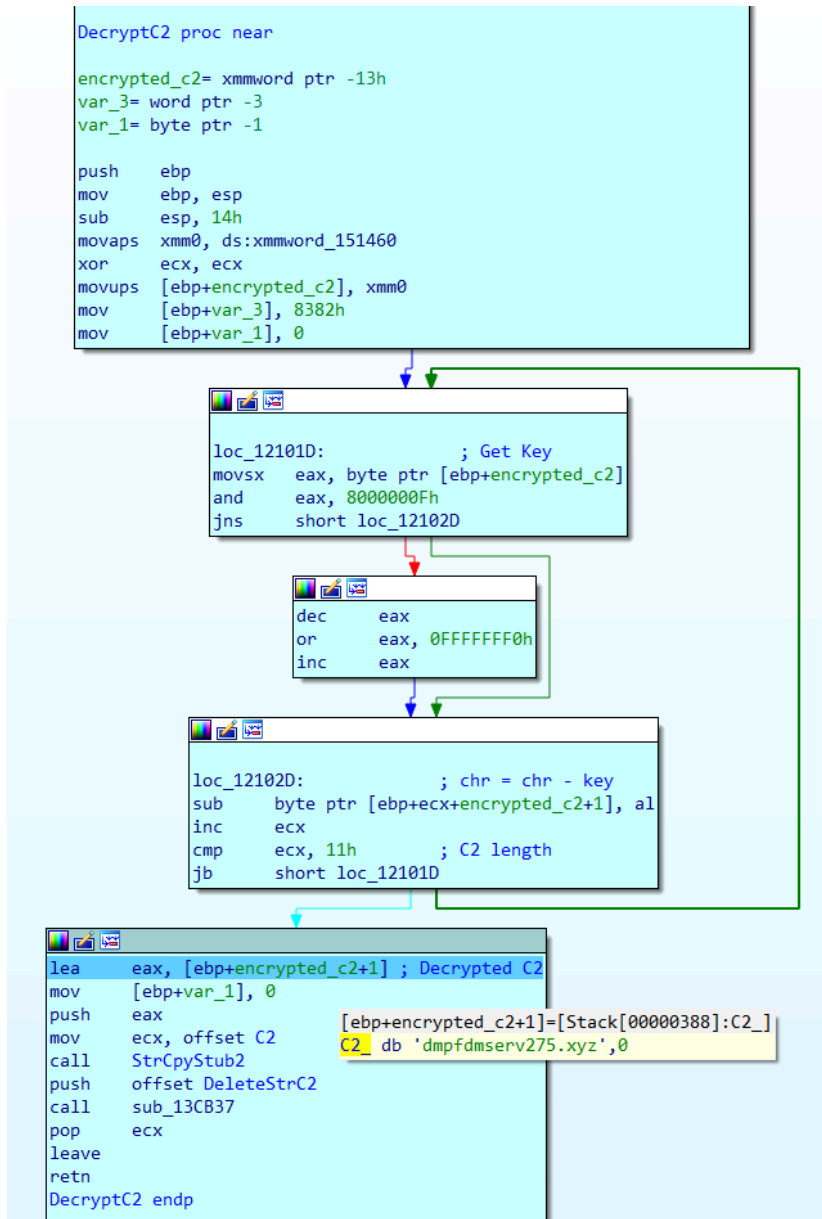 DecryptC2 proc near
encrypted_c2= xmmword ptr -13h
var_3= word ptr -3
var_1= byte ptr -1
push    ebp
mov     ebp, esp
sub     esp, 14h
movaps  xmm0, ds:xmmword_151460
xor     ecx, ecx
movups  [ebp+encrypted_c2], xmm0
mov     [ebp+var_3], 8382h
mov     [ebp+var_1], 0
loc_12101D:             ; Get Key
movsx   eax, byte ptr [ebp+encrypted_c2]
and     eax, 8000000Fh
jns     short loc_12102D
dec     eax
or      eax, 0FFFFFFF0h
inc     eax
loc_12102D:             ; chr = chr - key
sub     byte ptr [ebp+ecx+encrypted_c2+1], al
inc     ecx
cmp     ecx, 11h        ; C2 length
jb      short loc_12101D
lea     eax, [ebp+encrypted_c2+1] ; Decrypted C2
mov     [ebp+var_1], 0
push    eax
[ebp+encrypted_c2+1]=[Stack[00000388]:C2_]
mov     ecx, offset C2
C2_ db 'dmpfdmserv275.xyz',0
call    StrCpyStub2
push    offset DeleteStrC2
call    sub_13CB37
pop     ecx
leave
retn
DecryptC2 endp